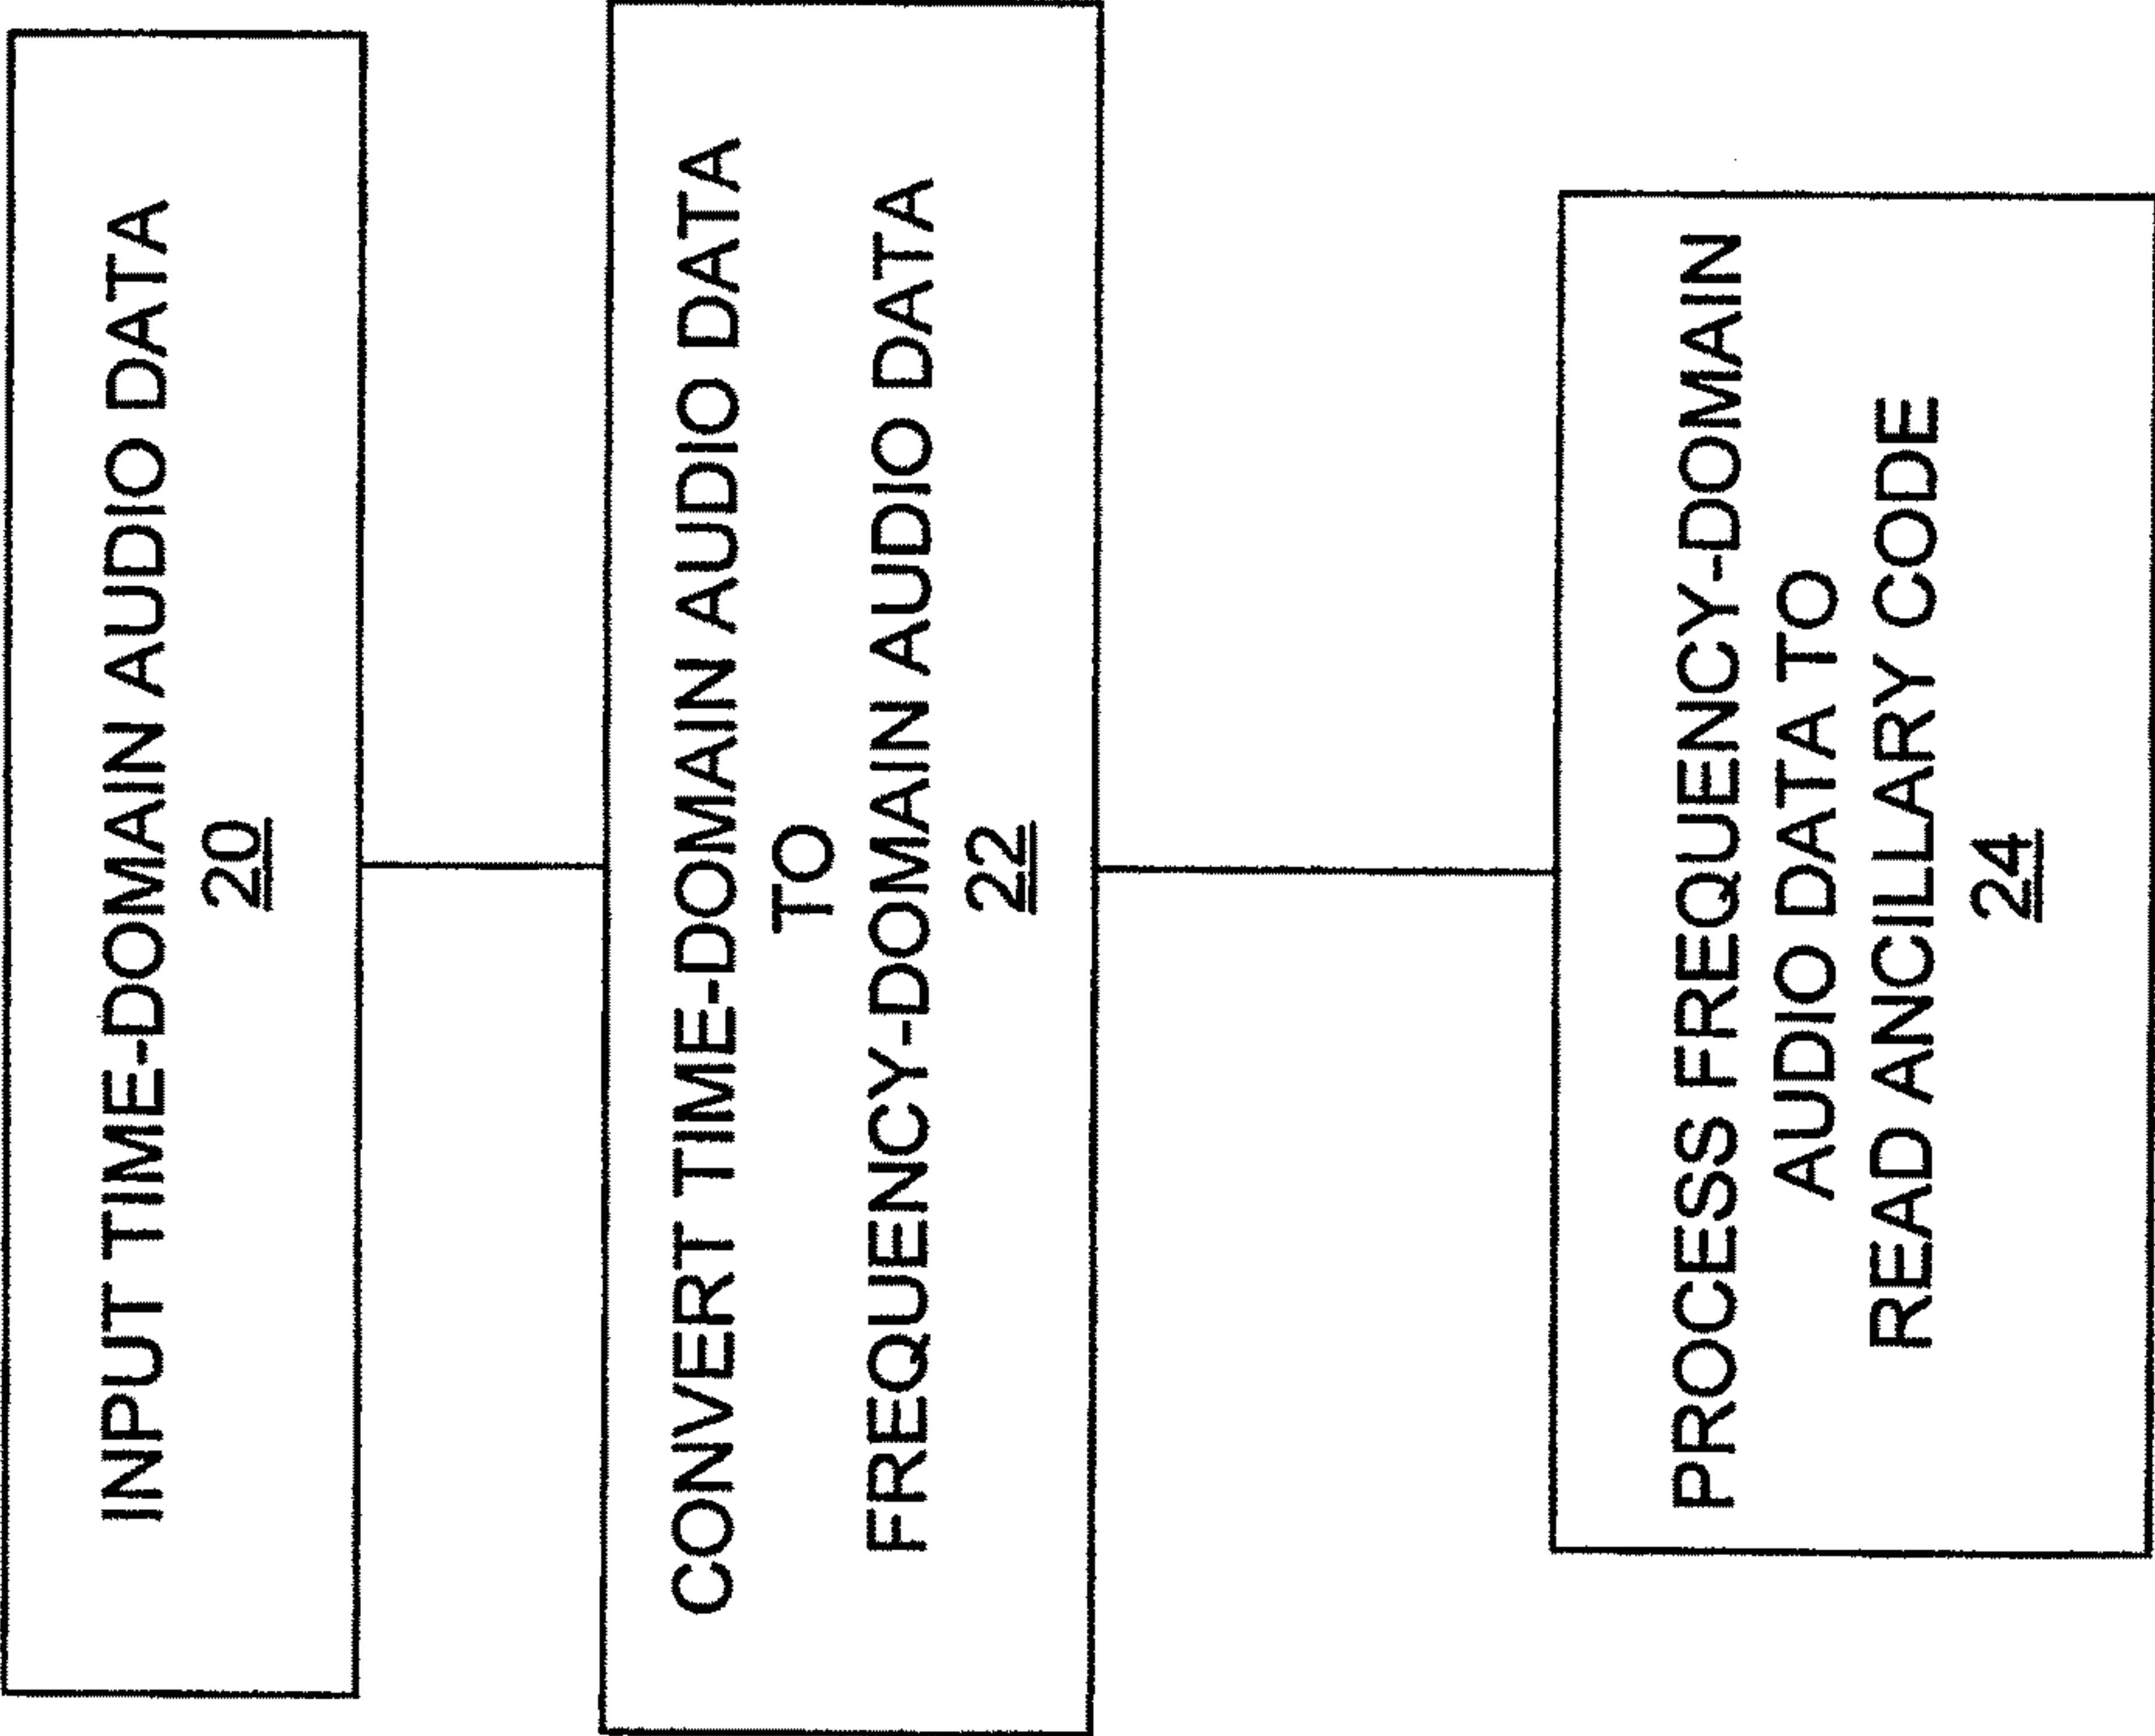 INPUT TIME-DOMAIN AUDIO DATA
20
CONVERT TIME-DOMAIN AUDIO DATA
TO
FREQUENCY-DOMAIN AUDIO DATA
22
PROCESS FREQUENCY-DOMAIN
AUDIO DATA TO
READ ANCILLARY CODE
24